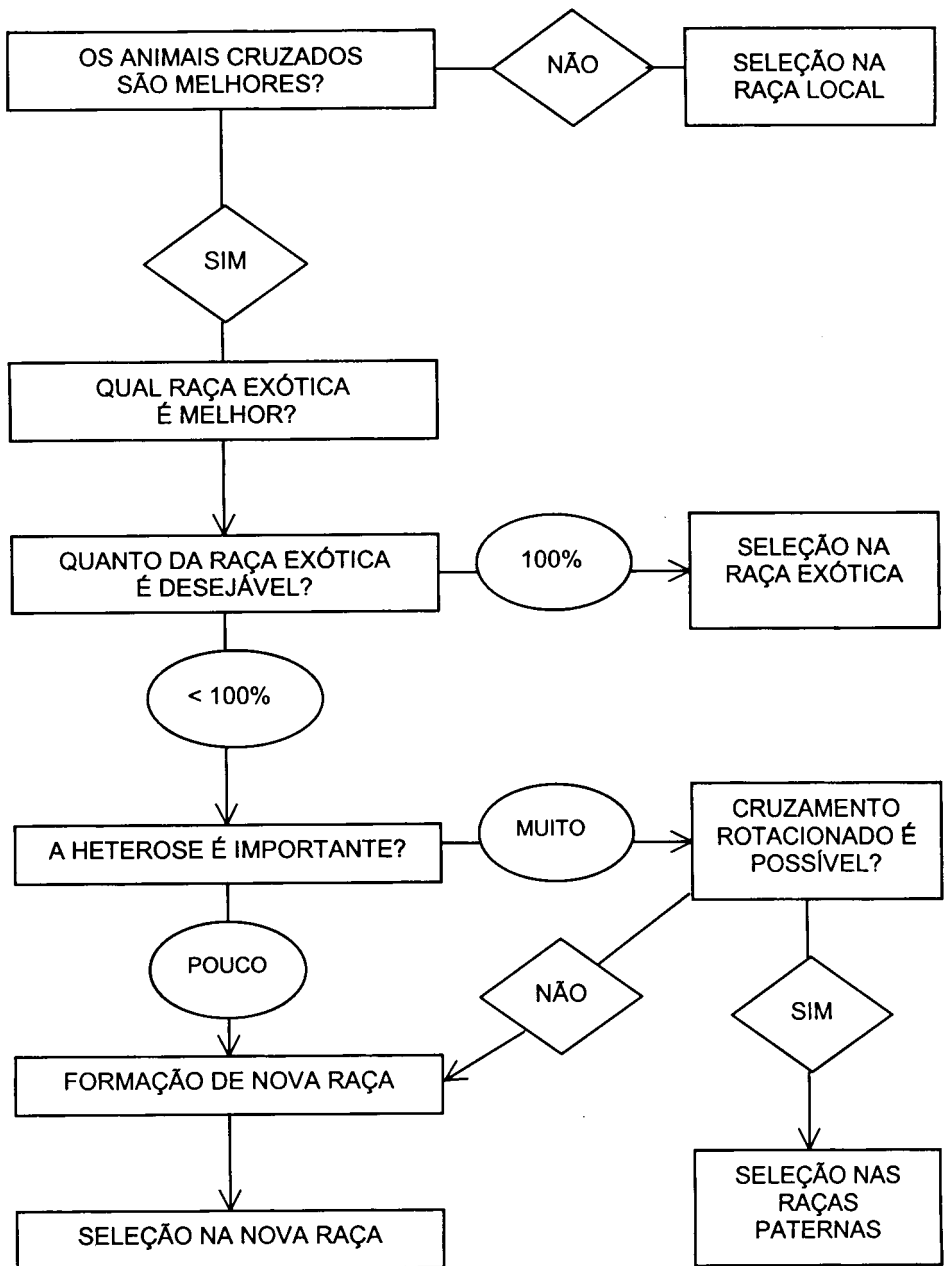 OS ANIMAIS CRUZADOS
SÃO MELHORES?
NÃO
SELEÇÃO NA
RAÇA LOCAL
SIM
QUAL RAÇA EXÓTICA
É MELHOR?
QUANTO DA RAÇA EXÓTICA
É DESEJÁVEL?
100%
SELEÇÃO NA
RAÇA EXÓTICA
< 100%
A HETEROSE É IMPORTANTE?
MUITO
CRUZAMENTO
ROTACIONADO É
POSSÍVEL?
POUCO
NÃO
SIM
FORMAÇÃO DE NOVA RAÇA
SELEÇÃO NAS
RAÇAS
PATERNAS
SELEÇÃO NA NOVA RAÇA